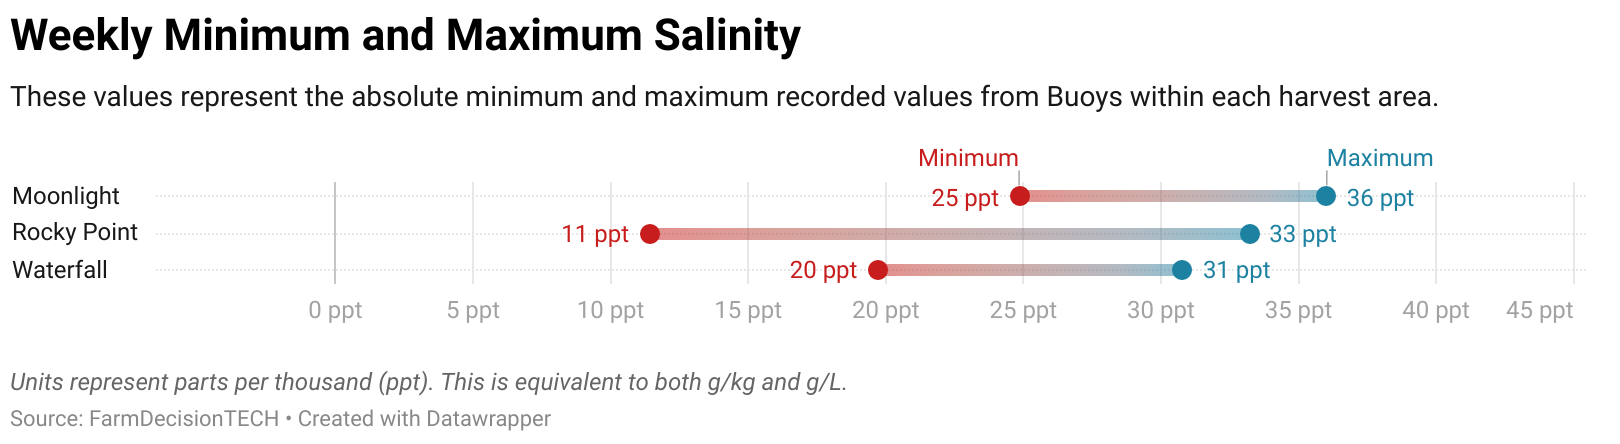 Weekly Minimum and Maximum Salinity
These values represent the absolute minimum and maximum recorded values from Buoys within each harvest area.
Minimum Maximum
Moonlight 25 ppt 36 ppt
Rocky Point 11 ppt 33 ppt
Waterfall 20 ppt 31 ppt
0 ppt 5 ppt 10 ppt 15 ppt 20 ppt 25 ppt 30 ppt 35 ppt 40 ppt 45 ppt
Units represent parts per thousand (ppt). This is equivalent to both g/kg and g/L.
Source: FarmDecisionTECH • Created with Datawrapper